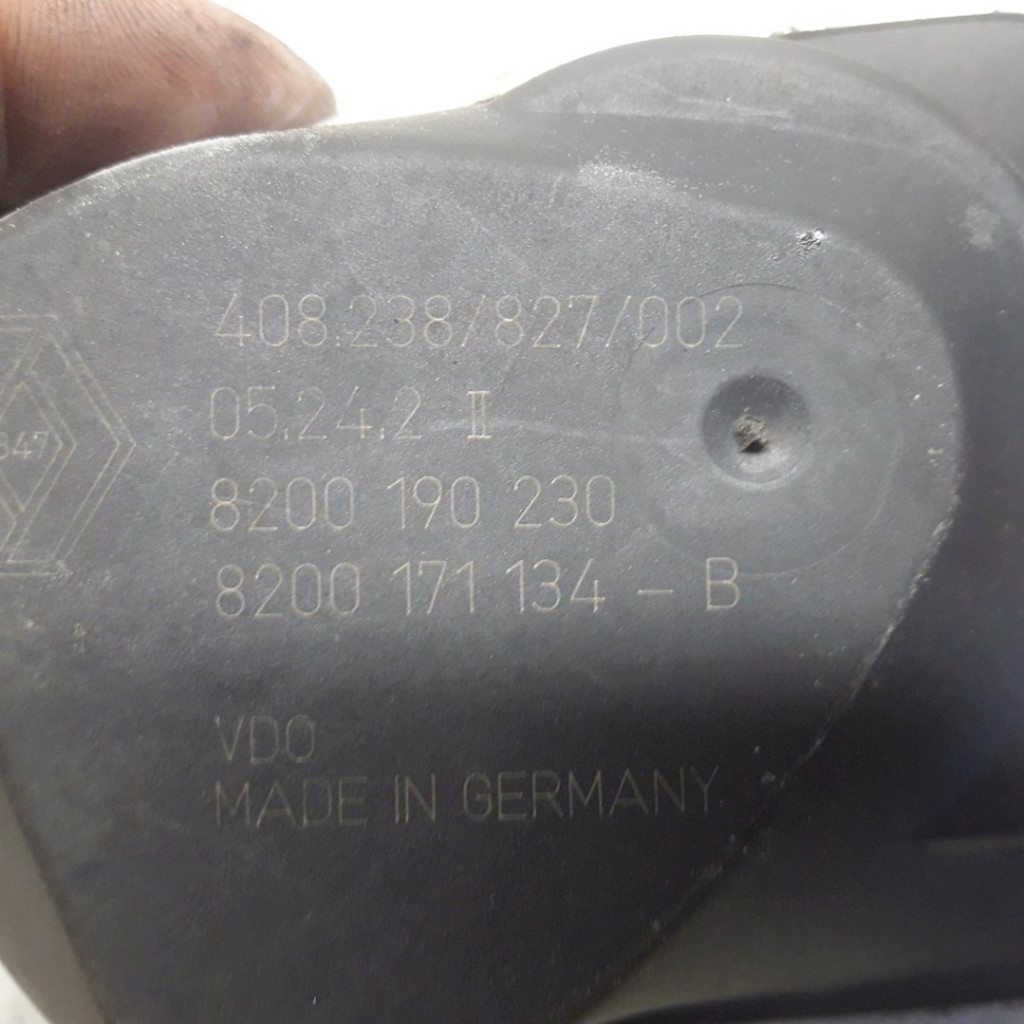 408.238/827/002
05.24.2 II
8200 190 230
8200 171 134 - B
VDO
MADE IN GERMANY